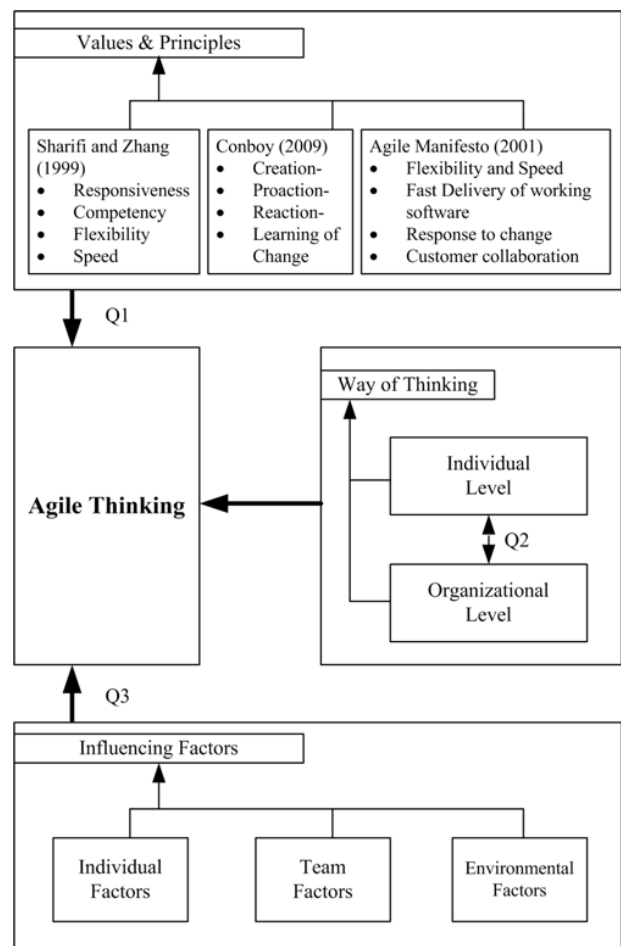 Values & Principles
Sharifi and Zhang
(1999)
• Responsiveness
• Competency
• Flexibility
• Speed
Conboy (2009)
• Creation-
• Proaction-
• Reaction-
• Learning of
Change
Agile Manifesto (2001)
• Flexibility and Speed
• Fast Delivery of working
software
• Response to change
• Customer collaboration
Q1
Agile Thinking
Way of Thinking
Individual
Level
Q2
Organizational
Level
Q3
Influencing Factors
Individual
Factors
Team
Factors
Environmental
Factors